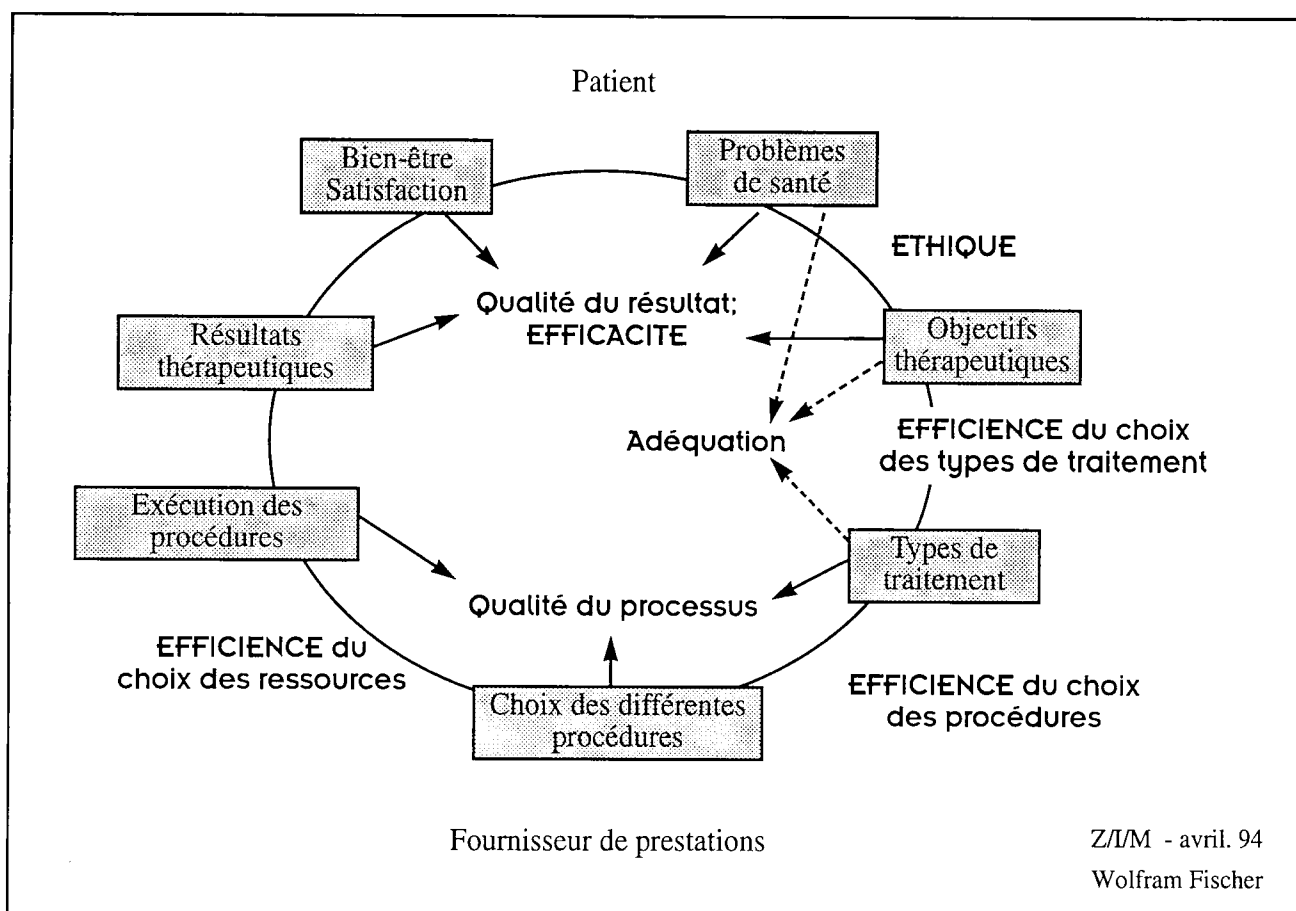 Patient
Bien-être
Satisfaction
Problèmes
de santé
ETHIQUE
Qualité du résultat;
EFFICACITE
Résultats
thérapeutiques
Objectifs
thérapeutiques
Adéquation
EFFICIENCE du choix
des types de traitement
Exécution des
procédures
Types de
traitement
Qualité du processus
EFFICIENCE du
choix des ressources
Choix des différentes
procédures
EFFICIENCE du choix
des procédures
Fournisseur de prestations
Z/I/M - avril. 94
Wolfram Fischer